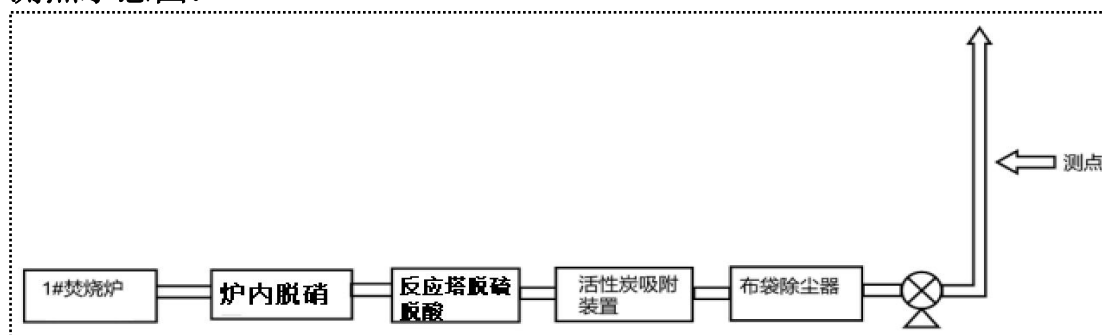 测点
1#焚烧炉
炉内脱硝
反应塔脱硫
脱酸
活性炭吸附
装置
布袋除尘器